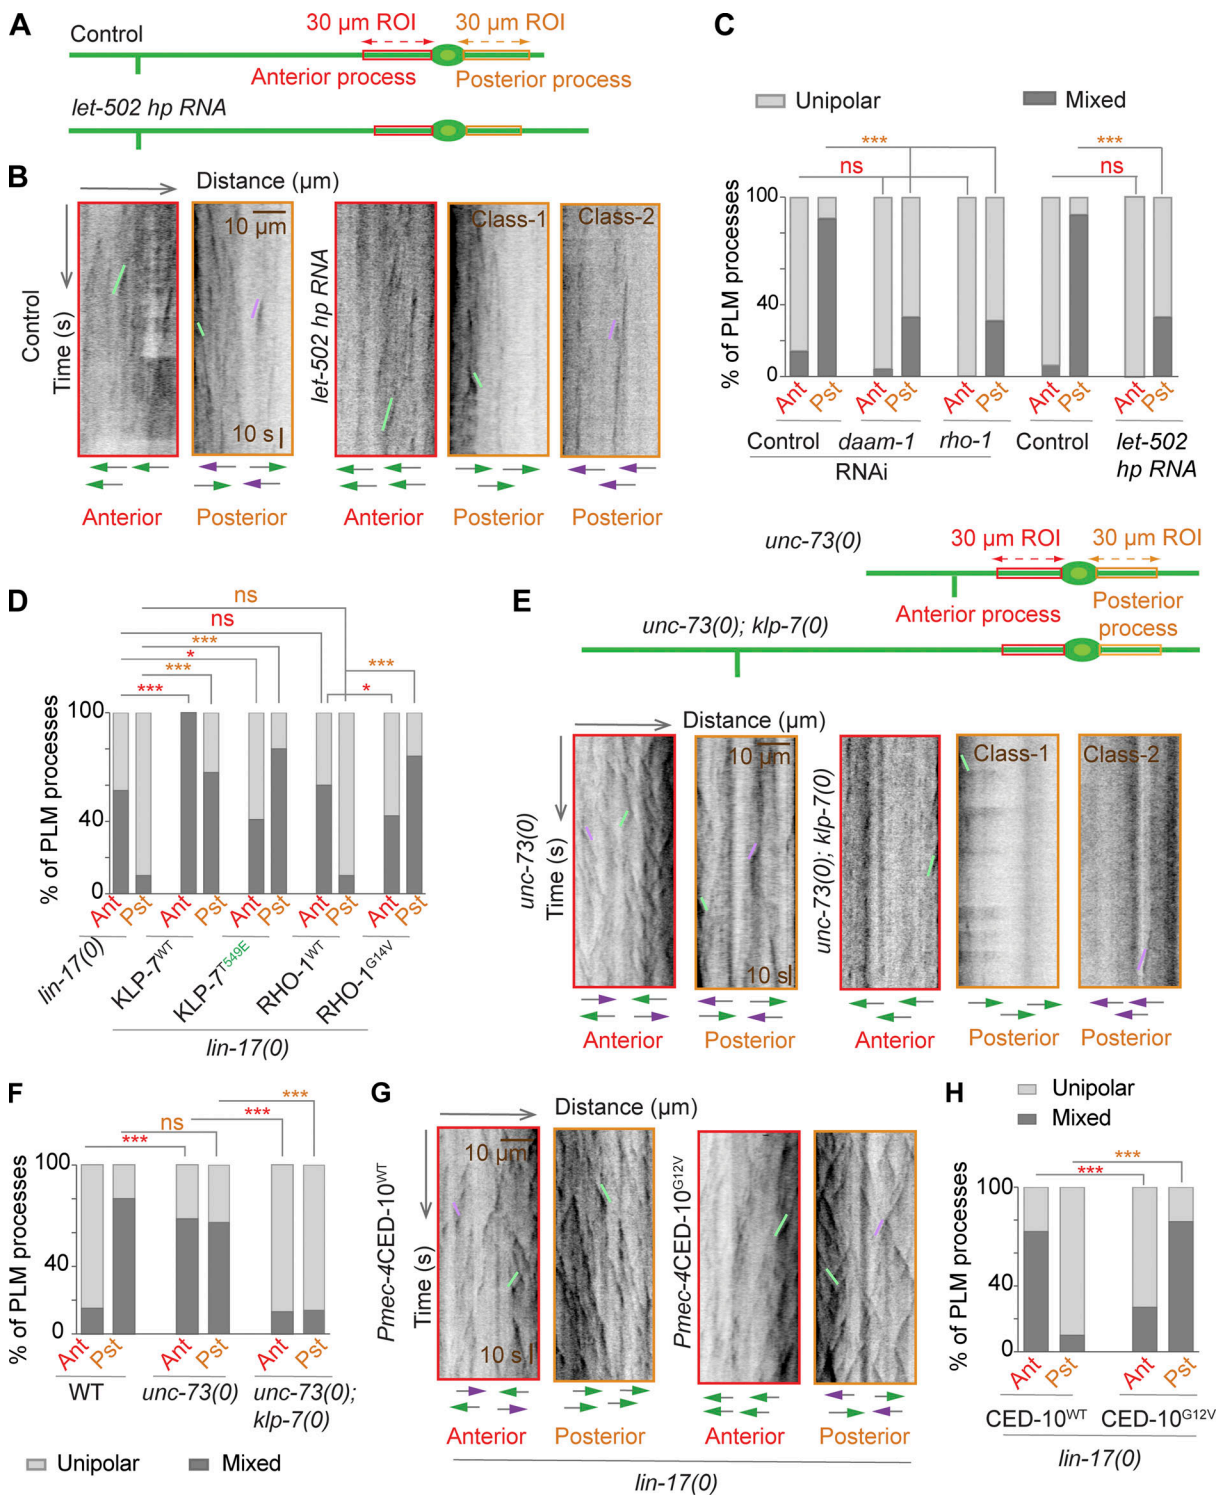 A
Control
30 µm ROI
30 µm ROI
Anterior process
Posterior process
let-502 hp RNA
B
Distance (µm)
Control
Time (s)
10 µm
10 s
let-502 hp RNA
Class-1
Class-2
Anterior
Posterior
Anterior
Posterior
Posterior
C
Unipolar
Mixed
***
***
ns
ns
% of PLM processes
100
40
0
Ant
Pst
Ant
Pst
Ant
Pst
Ant
Pst
Ant
Pst
Control
daam-1
rho-1
Control
let-502
hp RNA
RNAi
D
ns
ns
***
*
***
***
***
*
% of PLM processes
100
40
0
Ant
Pst
Ant
Pst
Ant
Pst
Ant
Pst
Ant
Pst
lin-17(0)
KLP-7WT
KLP-7T549E
RHO-1WT
RHO-1G14V
lin-17(0)
E
unc-73(0)
30 µm ROI
30 µm ROI
Anterior process
Posterior
process
unc-73(0); klp-7(0)
Distance (µm)
unc-73(0)
Time (s)
10 µm
10 s
unc-73(0); klp-7(0)
Class-1
Class-2
Anterior
Posterior
Anterior
Posterior
Posterior
F
***
ns
***
***
% of PLM processes
100
40
0
Ant
Pst
Ant
Pst
Ant
Pst
WT
unc-73(0)
unc-73(0);
klp-7(0)
Unipolar
Mixed
G
Distance (µm)
Pmec-4CED-10WT
Time (s)
10 µm
10 s
Pmec-4CED-10G12V
Anterior
Posterior
Anterior
Posterior
lin-17(0)
H
Unipolar
Mixed
***
***
% of PLM processes
100
40
0
Ant
Pst
Ant
Pst
CED-10WT
CED-10G12V
lin-17(0)